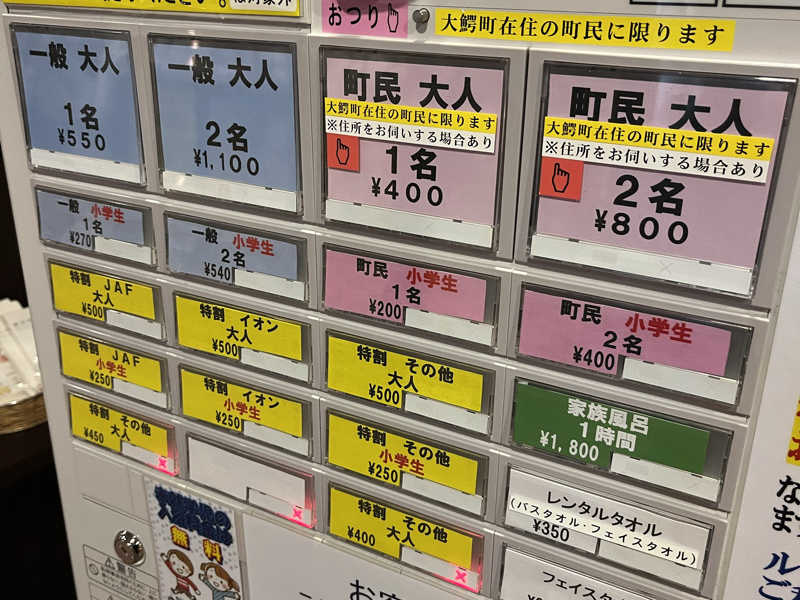 おつり
大鰐町在住の町民に限ります
一般 大人
1名
¥550
一般 大人
2名
¥1,100
町民 大人
大鰐町在住の町民に限ります
※住所をお伺いする場合あり
1名
¥400
町民 大人
大鰐町在住の町民に限ります
※住所をお伺いする場合あり
2名
¥800
一般 小学生
1名
¥270
一般 小学生
2名
¥540
町民 小学生
1名
¥200
町民 小学生
2名
¥400
特割 JAF
大人
¥500
特割 イオン
大人
¥500
特割 その他
大人
¥500
家族風呂
1時間
¥1,800
特割 JAF
小学生
¥250
特割 イオン
小学生
¥250
特割 その他
小学生
¥250
レンタルタオル
(バスタオル・フェイスタオル)
¥350
特割 その他
大人
¥450
×
×
特割 その他
大人
¥400
×
フェイスタオル
無料
警告
お客
な
ま
ル